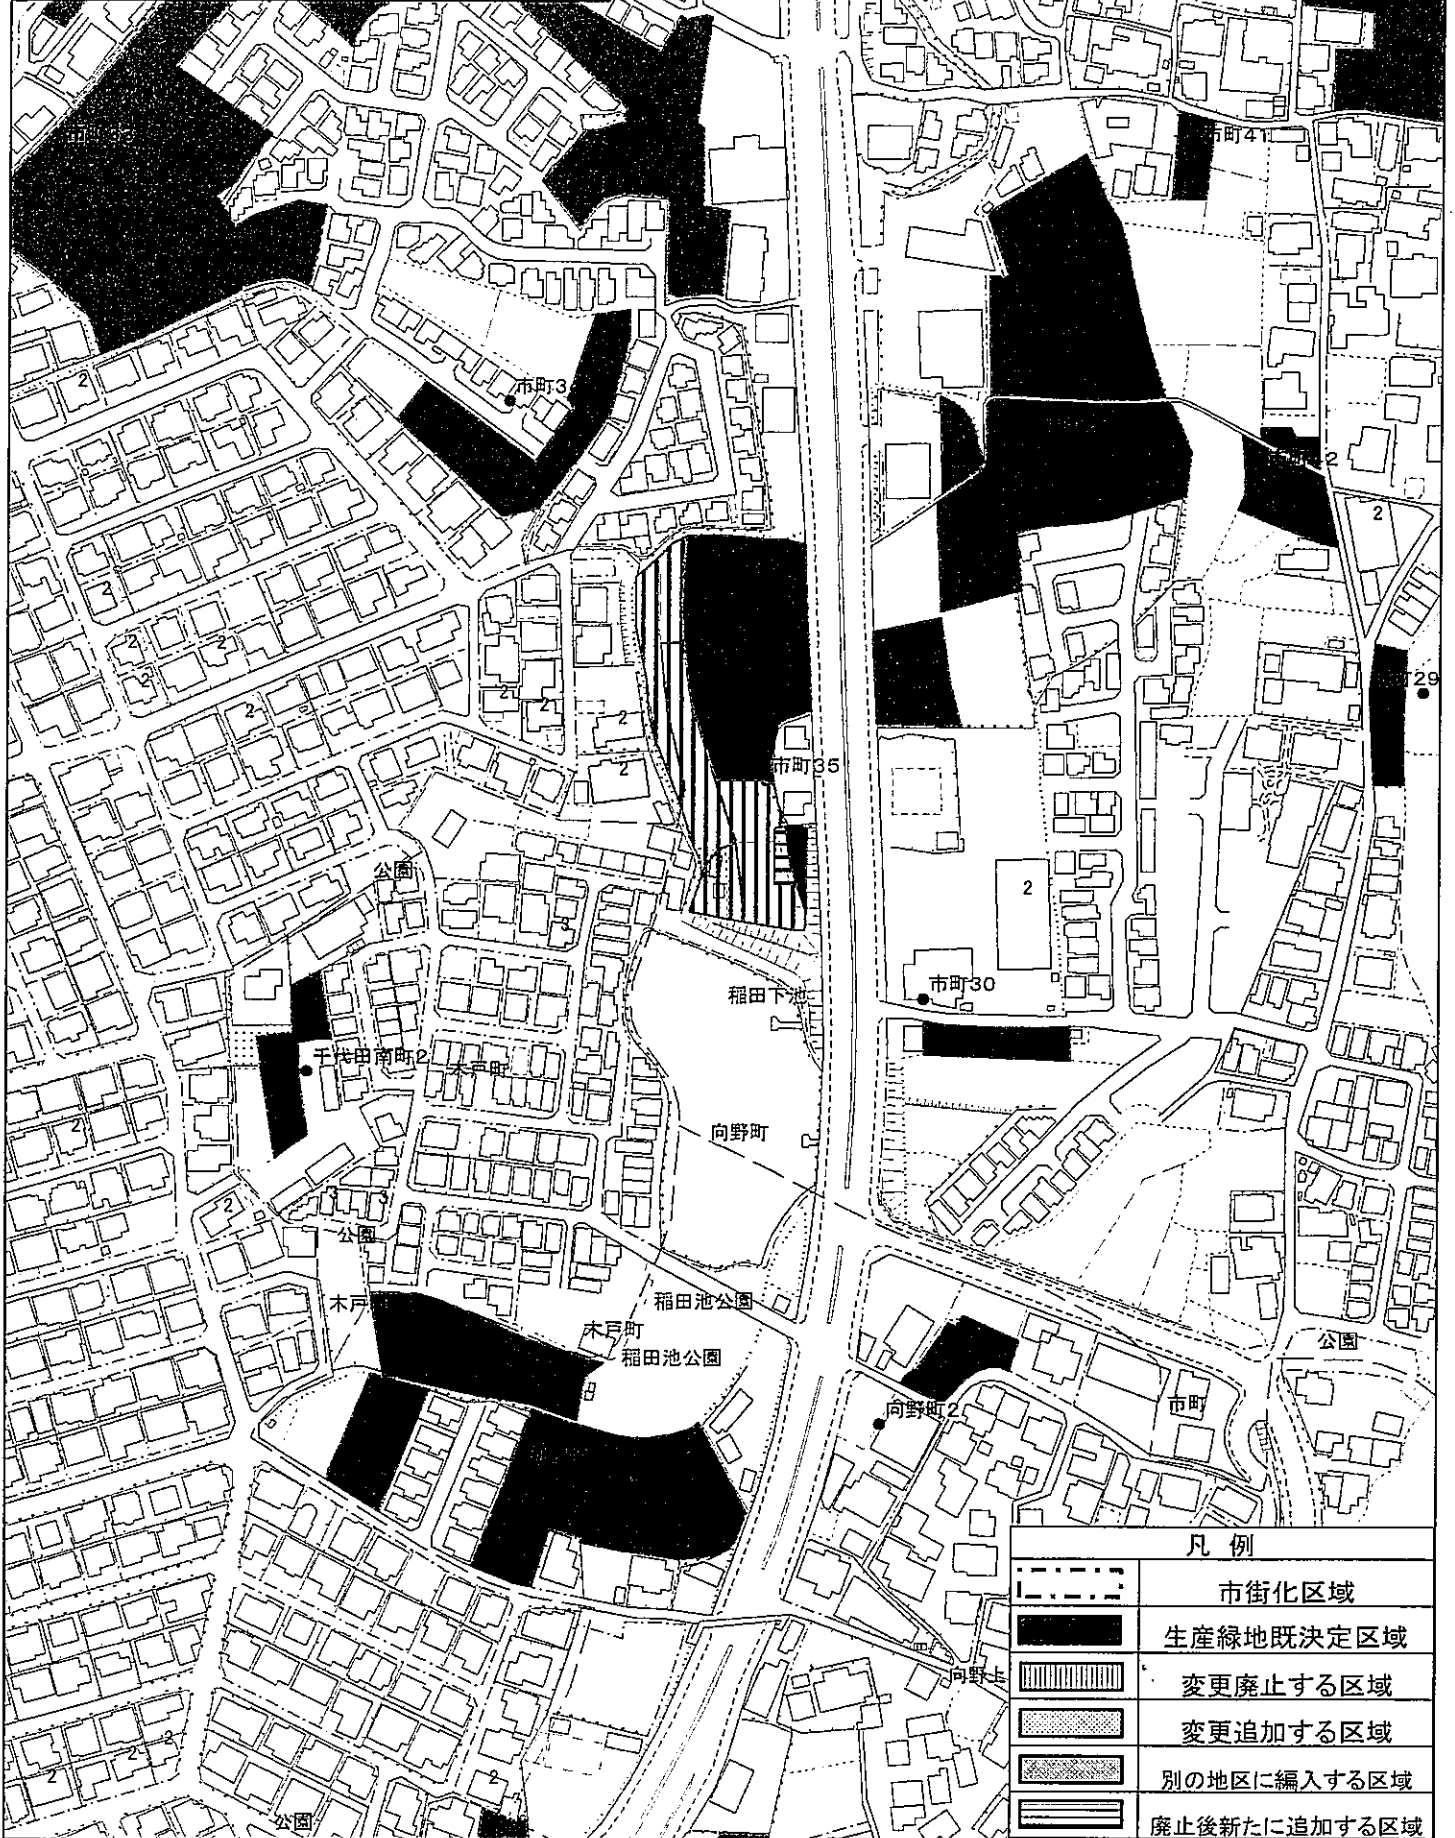 市町41
市町3
2
市町42
2
2
2
2
2
2
市町29
2
2
2
2
2
市町35
公園
2
3
市町30
稲田下池
千代田南町2
木戸町
2
向野町
3
3
2
公園
木戸
稲田池公園
木戸町
稲田池公園
公園
市町
向野町2
向野上
2
2
2
2
公園
凡例
市街化区域
生産緑地既決定区域
変更廃止する区域
変更追加する区域
別の地区に編入する区域
廃止後新たに追加する区域